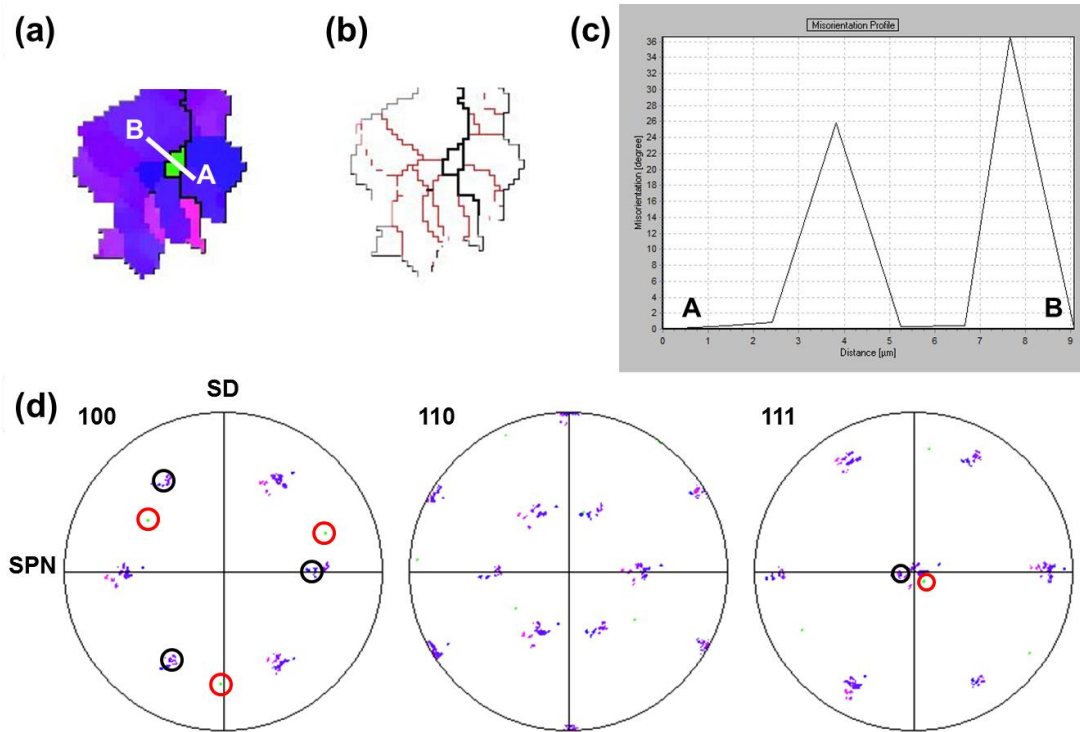 (a)
(b)
(c)
B
A
Misorientation Profile
Misorientation [degree]
36
34
32
30
28
26
24
22
20
18
16
14
12
10
8
6
4
2
0
A
B
0 1 2 3 4 5 6 7 8 9
Distance [µm]
(d)
SD
100
110
111
SPN